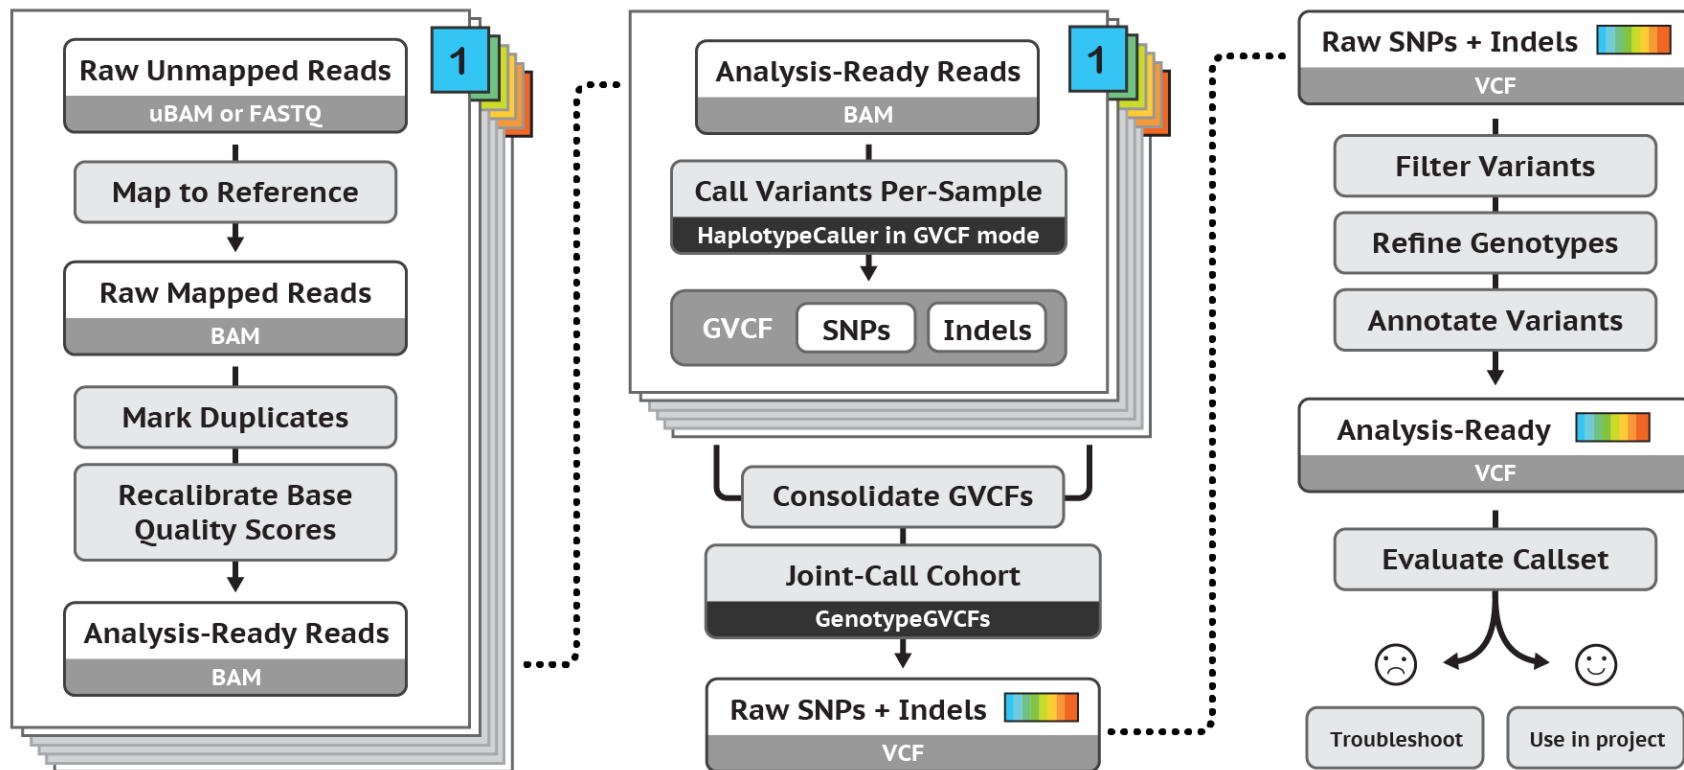 1
Raw Unmapped Reads
uBAM or FASTQ
Map to Reference
Raw Mapped Reads
BAM
Mark Duplicates
Recalibrate Base
Quality Scores
Analysis-Ready Reads
BAM
1
Analysis-Ready Reads
BAM
Call Variants Per-Sample
HaplotypeCaller in GVCF mode
GVCF SNPs Indels
Consolidate GVCFs
Joint-Call Cohort
GenotypeGVCFs
Raw SNPs + Indels
VCF
Raw SNPs + Indels
VCF
Filter Variants
Refine Genotypes
Annotate Variants
Analysis-Ready
VCF
Evaluate Callset
Troubleshoot
Use in project